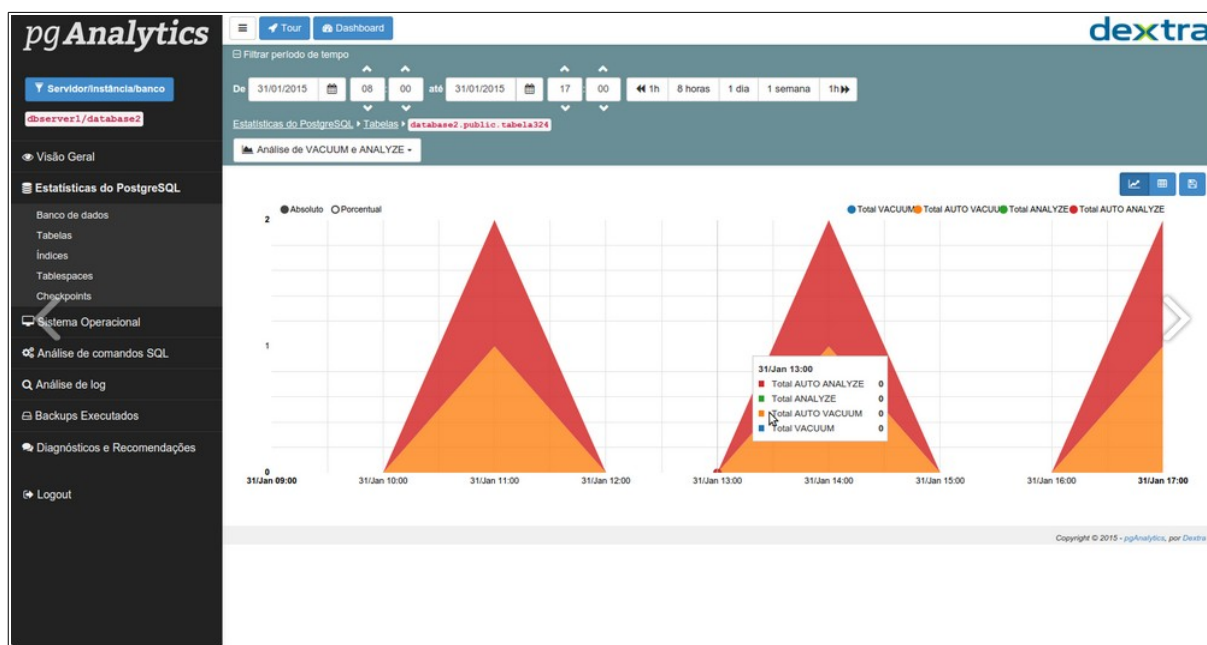 pgAnalytics
Servidor/instância/banco
dbserver1/database2
Visão Geral
Estatísticas do PostgreSQL
Banco de dados
Tabelas
Índices
Tablespaces
Checkpoints
Sistema Operacional
Análise de comandos SQL
Análise de log
Backups Executados
Diagnósticos e Recomendações
Logout
Tour Dashboard
dextra
Filtrar período de tempo
De 31/01/2015 08 : 00 até 31/01/2015 17 : 00 1h 8 horas 1 dia 1 semana 1h
Estatísticas do PostgreSQL Tabelas database2.public.tabela324
Análise de VACUUM e ANALYZE
Absoluto Porcentual Total VACUUM Total AUTO VACUU Total ANALYZE Total AUTO ANALYZE
2
1
0
31/Jan 13:00
Total AUTO ANALYZE 0
Total ANALYZE 0
Total AUTO VACUUM 0
Total VACUUM 0
31/Jan 09:00 31/Jan 10:00 31/Jan 11:00 31/Jan 12:00 31/Jan 13:00 31/Jan 14:00 31/Jan 15:00 31/Jan 16:00 31/Jan 17:00
Copyright © 2015 - pgAnalytics, por Dextra